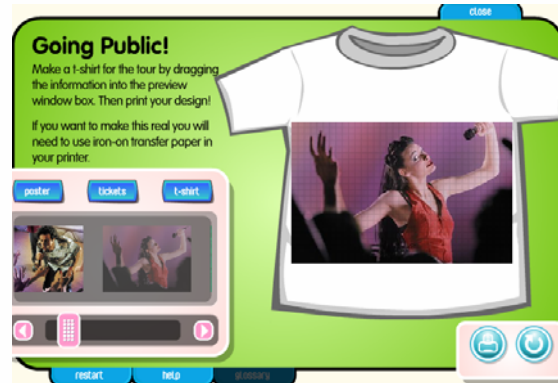 close
Going Public!
Make a t-shirt for the tour by dragging
the information into the preview
window box. Then print your design!
If you want to make this real you will
need to use iron-on transfer paper in
your printer.
poster tickets t-shirt
restart help glossary